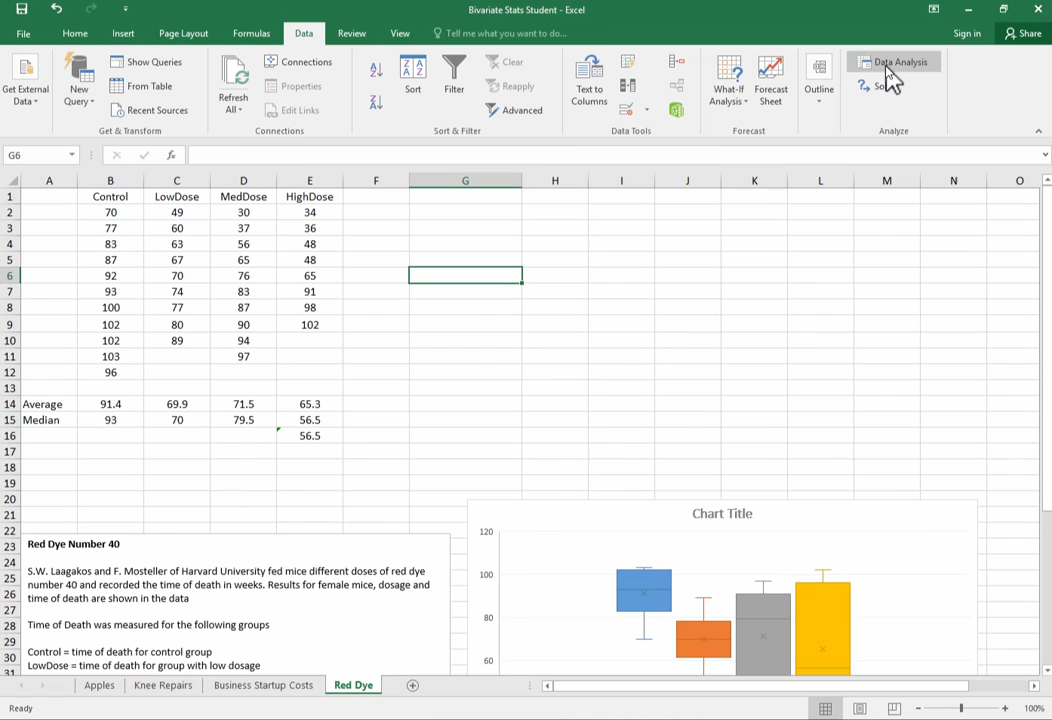 Bivariate Stats Student - Excel
File Home Insert Page Layout Formulas Data Review View Tell me what you want to do... Sign in Share
Get External Data
New Query
Show Queries
From Table
Recent Sources
Get & Transform
Refresh All
Connections
Properties
Edit Links
Connections
Sort
Filter
Clear
Reapply
Advanced
Sort & Filter
Text to Columns
Data Tools
What-If Analysis
Forecast Sheet
Forecast
Outline
Data Analysis
Analyze
G6 fx
A B C D E F G H I J K L M N O
1 Control LowDose MedDose HighDose
2 70 49 30 34
3 77 60 37 36
4 83 63 56 48
5 87 67 65 48
6 92 70 76 65
7 93 74 83 91
8 100 77 87 98
9 102 80 90 102
10 102 89 94
11 103 97
12 96
13
14 Average 91.4 69.9 71.5 65.3
15 Median 93 70 79.5 56.5
16 56.5
17
18
19
20
21
22
23
24
25
26
27
28
29
30
31
Red Dye Number 40
S.W. Laagakos and F. Mosteller of Harvard University fed mice different doses of red dye
number 40 and recorded the time of death in weeks. Results for female mice, dosage and
time of death are shown in the data
Time of Death was measured for the following groups
Control = time of death for control group
LowDose = time of death for group with low dosage
Chart Title
120
100
80
60
Apples Knee Repairs Business Startup Costs Red Dye
Ready 100%